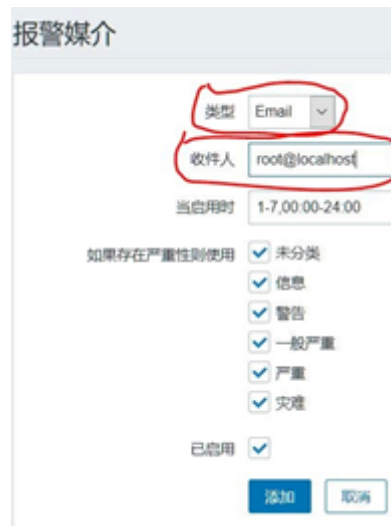 报警媒介
类型 Email
收件人 root@localhost
当启用时 1-7,00:00-24:00
如果存在严重性则使用 未分类
信息
警告
一般严重
严重
灾难
已启用
添加 取消